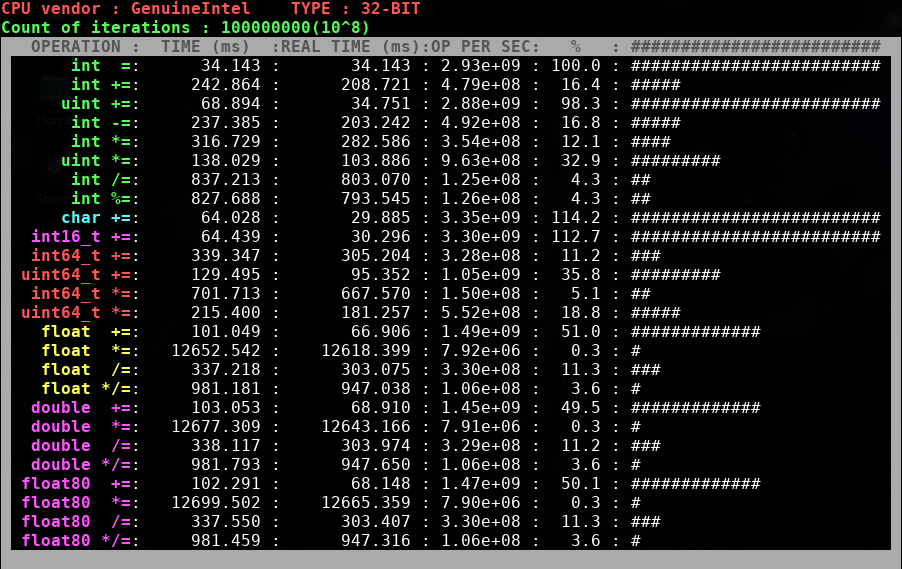 CPU vendor : GenuineIntel    TYPE : 32-BIT
Count of iterations : 100000000(10^8)
   OPERATION :  TIME (ms)  :REAL TIME (ms):OP PER SEC:   %   : #########################
       int  =:      34.143 :       34.143 : 2.93e+09 : 100.0 : #########################
       int +=:     242.864 :      208.721 : 4.79e+08 :  16.4 : #####
      uint +=:      68.894 :       34.751 : 2.88e+09 :  98.3 : #########################
       int -=:     237.385 :      203.242 : 4.92e+08 :  16.8 : #####
       int *=:     316.729 :      282.586 : 3.54e+08 :  12.1 : ####
      uint *=:     138.029 :      103.886 : 9.63e+08 :  32.9 : #########
       int /=:     837.213 :      803.070 : 1.25e+08 :   4.3 : ##
       int %=:     827.688 :      793.545 : 1.26e+08 :   4.3 : ##
      char +=:      64.028 :       29.885 : 3.35e+09 : 114.2 : #########################
   int16_t +=:      64.439 :       30.296 : 3.30e+09 : 112.7 : #########################
   int64_t +=:     339.347 :      305.204 : 3.28e+08 :  11.2 : ###
  uint64_t +=:     129.495 :       95.352 : 1.05e+09 :  35.8 : #########
   int64_t *=:     701.713 :      667.570 : 1.50e+08 :   5.1 : ##
  uint64_t *=:     215.400 :      181.257 : 5.52e+08 :  18.8 : #####
    float  +=:     101.049 :       66.906 : 1.49e+09 :  51.0 : #############
    float  *=:   12652.542 :    12618.399 : 7.92e+06 :   0.3 : #
    float  /=:     337.218 :      303.075 : 3.30e+08 :  11.3 : ###
    float */=:     981.181 :      947.038 : 1.06e+08 :   3.6 : #
   double  +=:     103.053 :       68.910 : 1.45e+09 :  49.5 : #############
   double  *=:   12677.309 :    12643.166 : 7.91e+06 :   0.3 : #
   double  /=:     338.117 :      303.974 : 3.29e+08 :  11.2 : ###
   double */=:     981.793 :      947.650 : 1.06e+08 :   3.6 : #
  float80  +=:     102.291 :       68.148 : 1.47e+09 :  50.1 : #############
  float80  *=:   12699.502 :    12665.359 : 7.90e+06 :   0.3 : #
  float80  /=:     337.550 :      303.407 : 3.30e+08 :  11.3 : ###
  float80 */=:     981.459 :      947.316 : 1.06e+08 :   3.6 : #